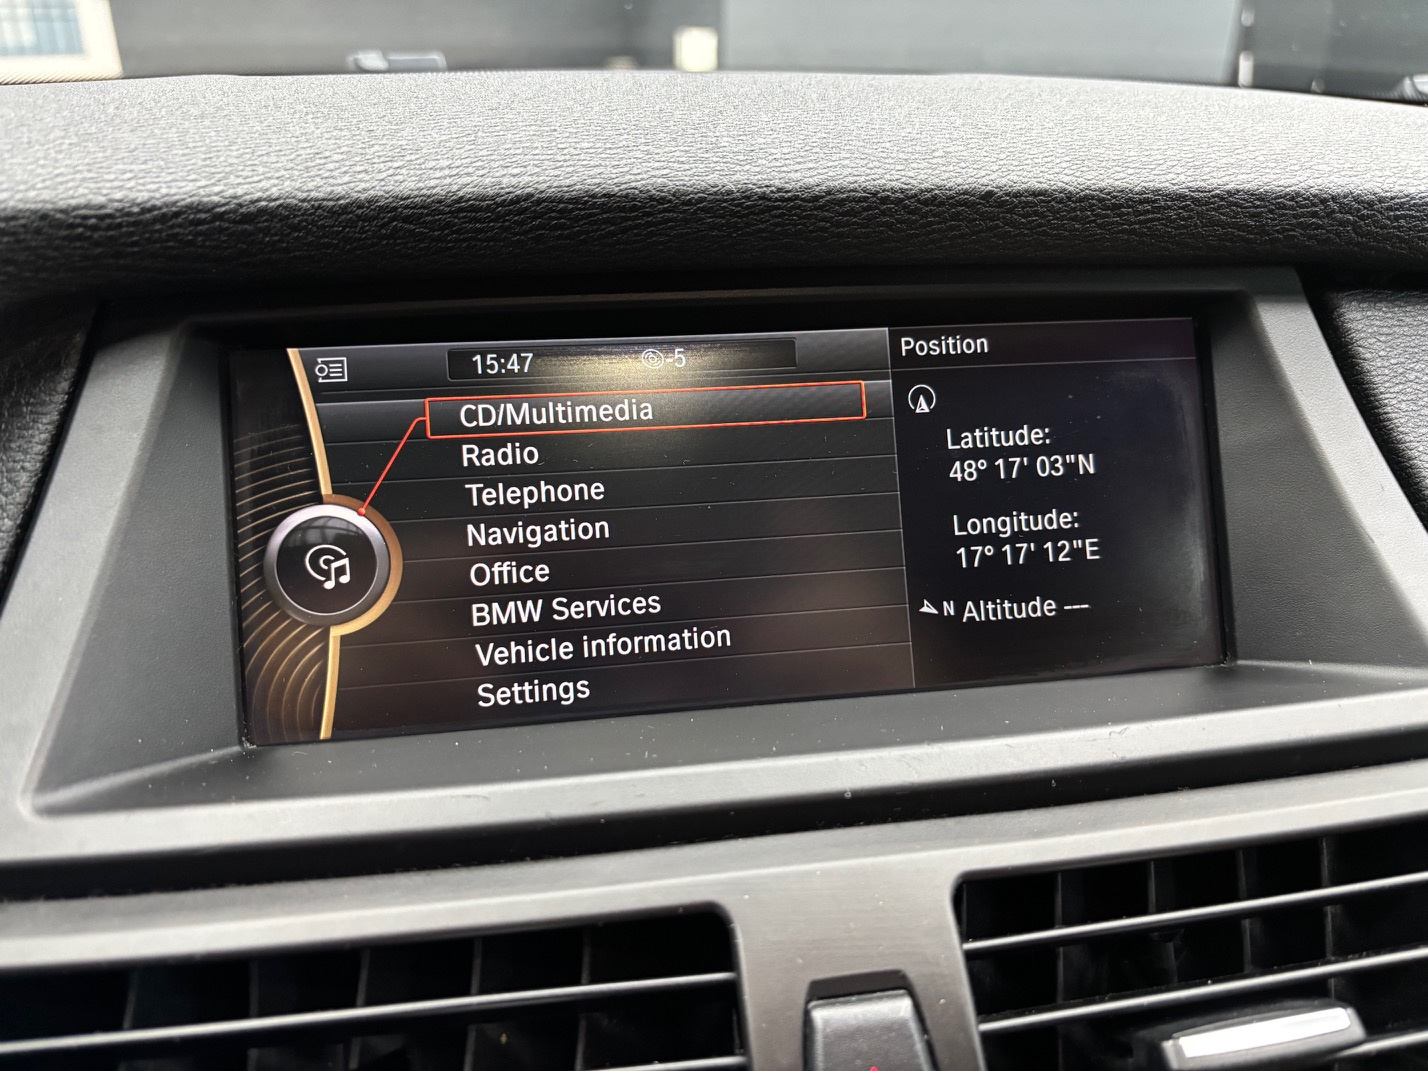 15:47
-5
CD/Multimedia
Radio
Telephone
Navigation
Office
BMW Services
Vehicle information
Settings
Position
Latitude:
48° 17' 03"N
Longitude:
17° 17' 12"E
N Altitude ---